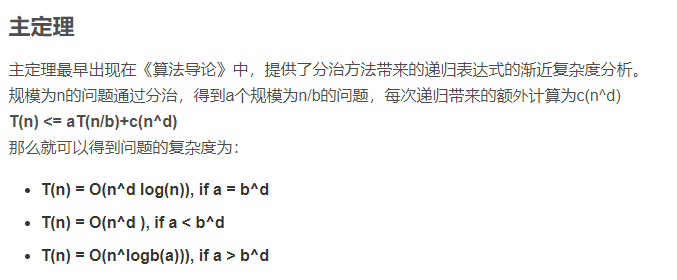 主定理
主定理最早出现在《算法导论》中，提供了分治方法带来的递归表达式的渐近复杂度分析。
规模为n的问题通过分治，得到a个规模为n/b的问题，每次递归带来的额外计算为c(n^d)
T(n) <= aT(n/b)+c(n^d)
那么就可以得到问题的复杂度为：
• T(n) = O(n^d log(n)), if a = b^d
• T(n) = O(n^d ), if a < b^d
• T(n) = O(n^logb(a))), if a > b^d